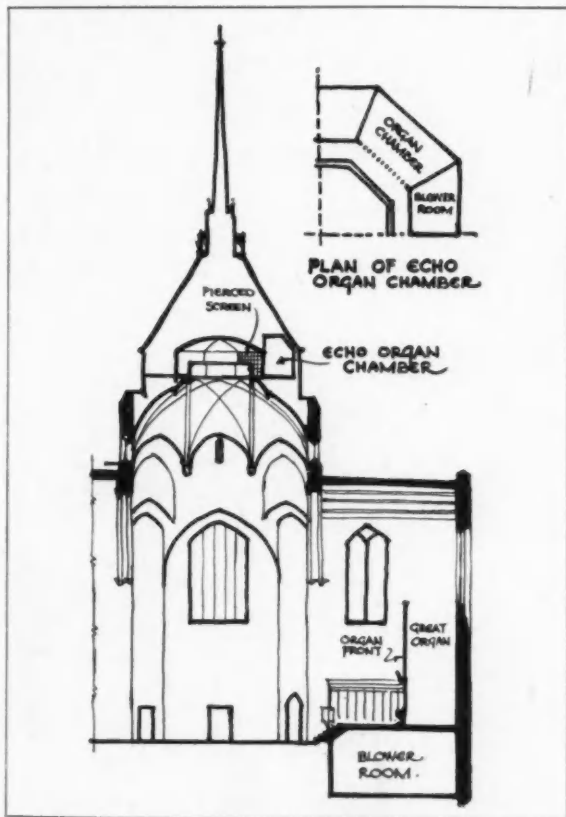 ORGAN
CHAMBER
BLOWER
ROOM
PLAN OF ECHO
ORGAN CHAMBER
PIERCED
SCREEN
ECHO ORGAN
CHAMBER
ORGAN
FRONT
GREAT
ORGAN
BLOWER
ROOM.